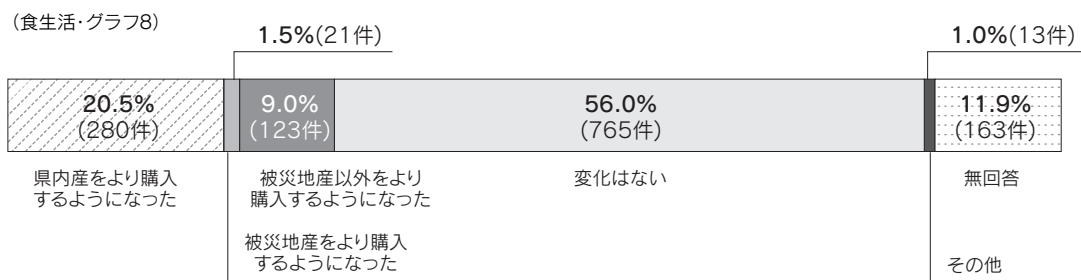 (食生活・グラフ8)
1.5%(21件)
1.0%(13件)
20.5%
(280件)
9.0%
(123件)
56.0%
(765件)
11.9%
(163件)
県内産をより購入
するようになった
被災地産以外をより
購入するようになった
変化はない
無回答
被災地産をより購入
するようになった
その他